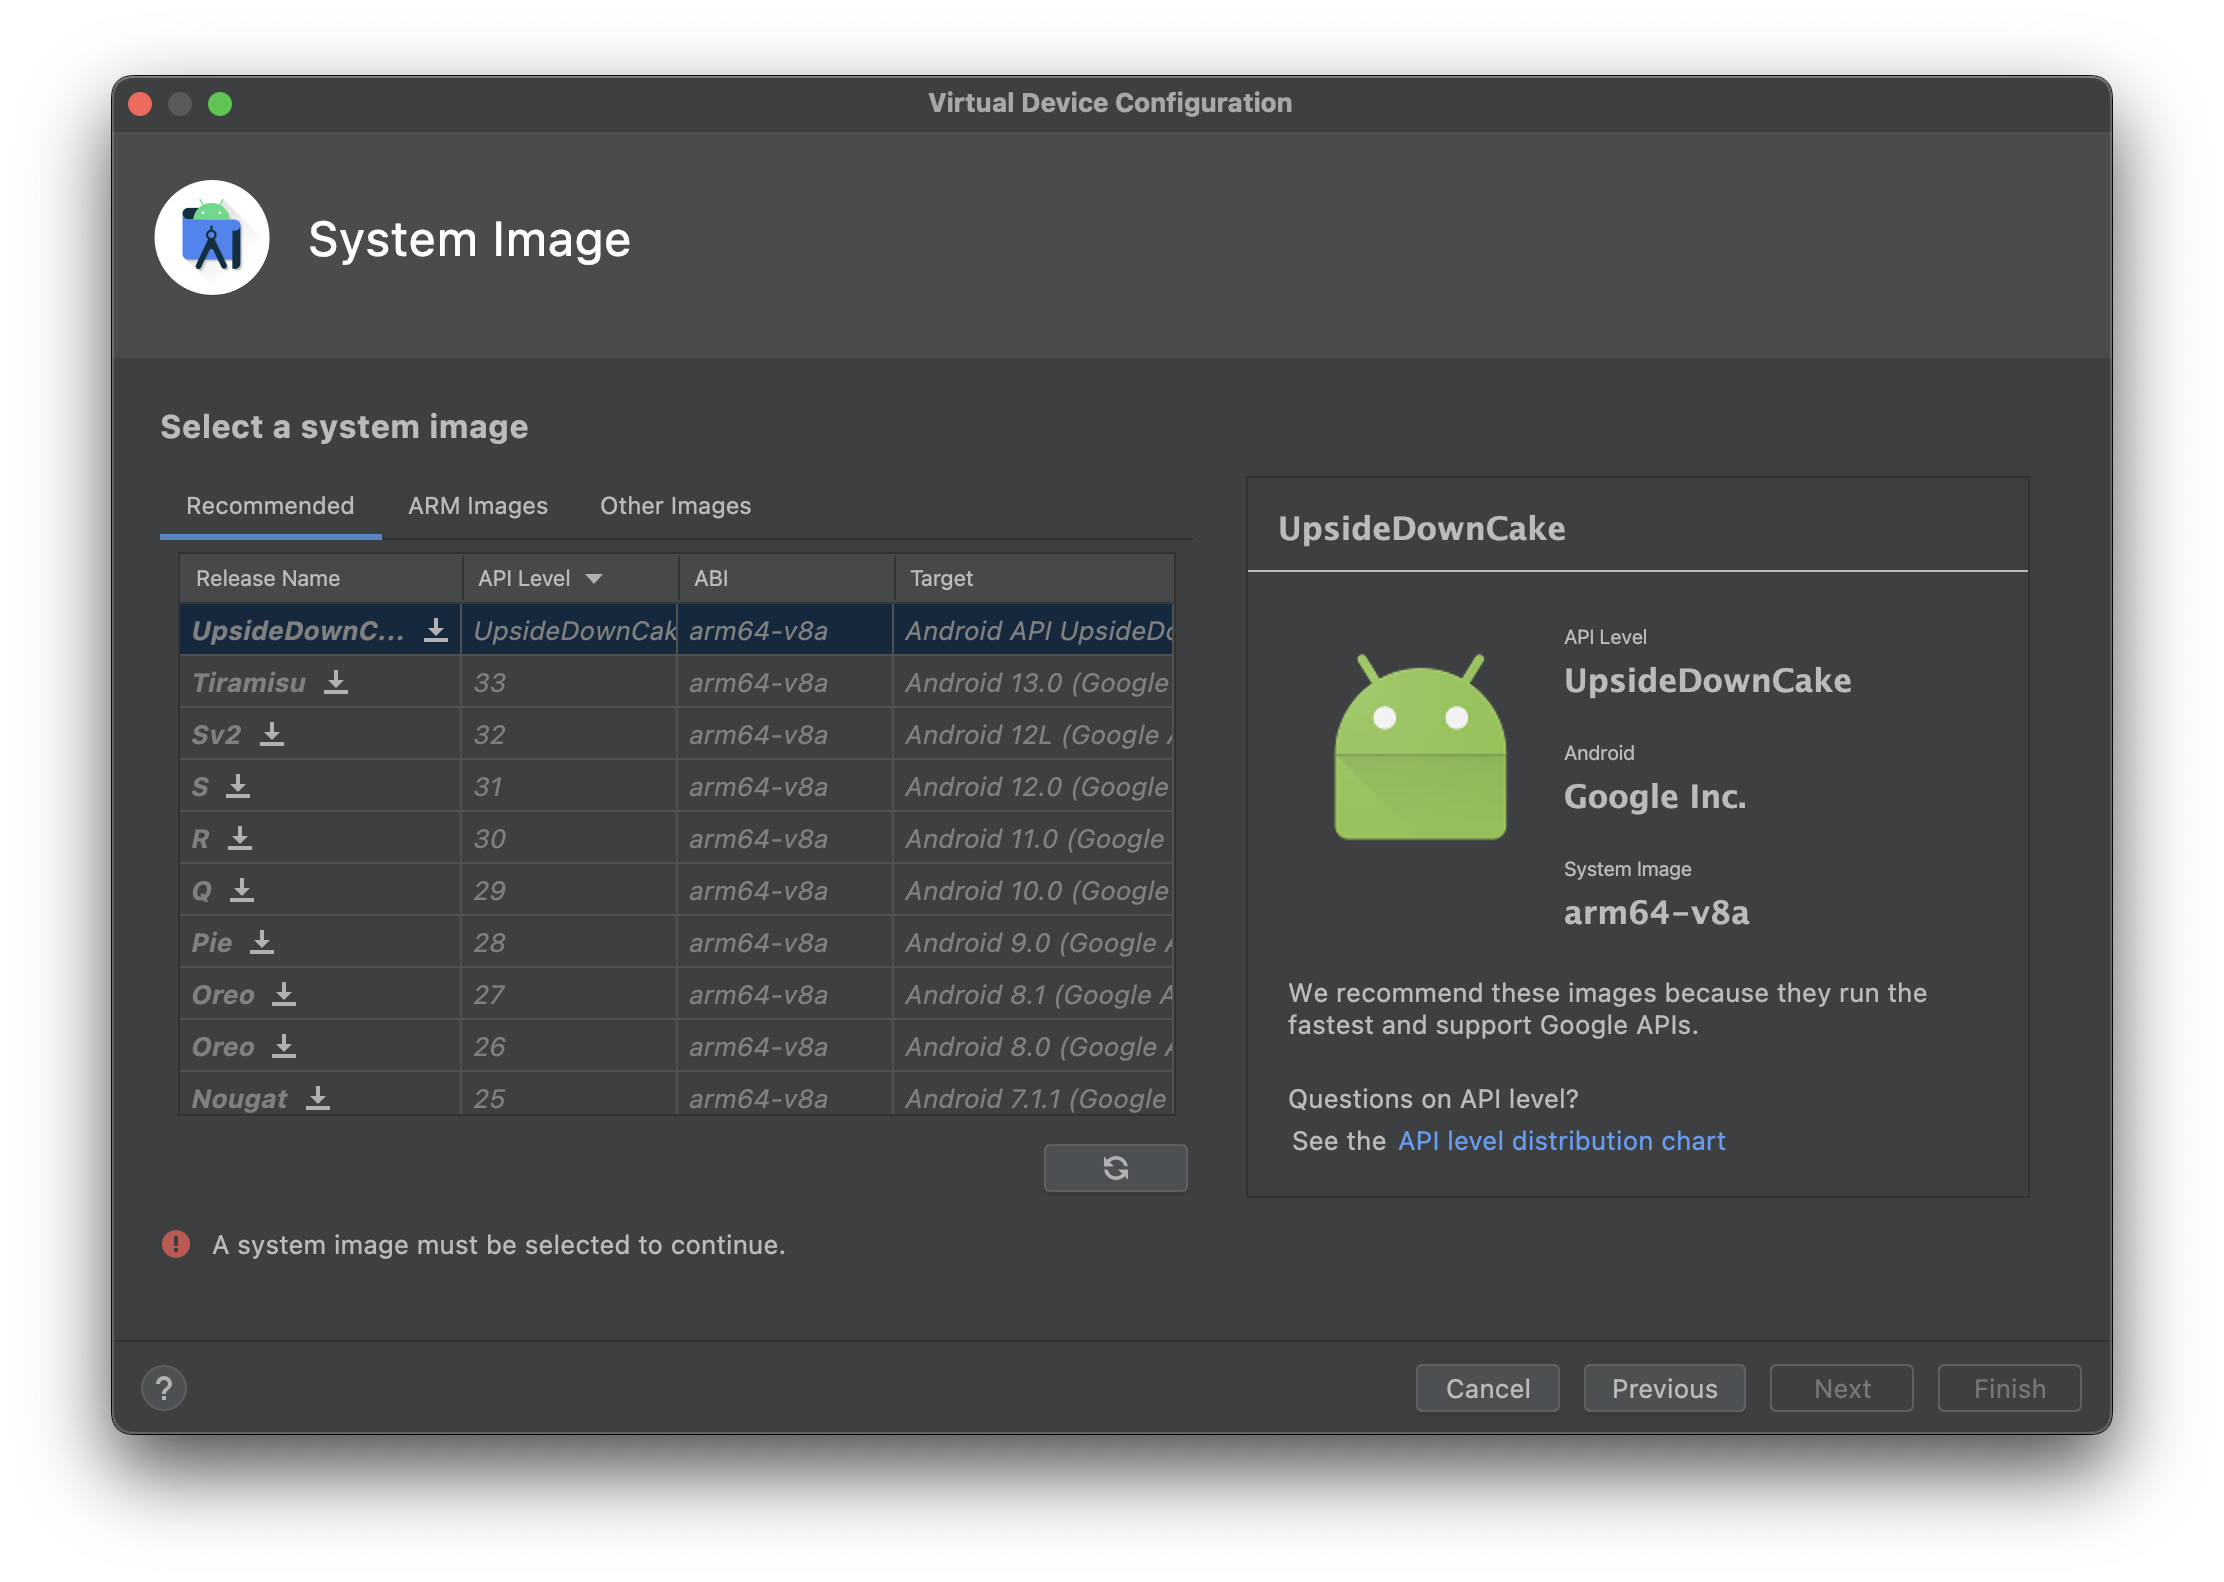 Virtual Device Configuration
System Image
Select a system image
Recommended ARM Images Other Images
Release Name API Level ABI Target
UpsideDownC... UpsideDownCak arm64-v8a Android API UpsideDo
Tiramisu 33 arm64-v8a Android 13.0 (Google
Sv2 32 arm64-v8a Android 12L (Google A
S 31 arm64-v8a Android 12.0 (Google
R 30 arm64-v8a Android 11.0 (Google
Q 29 arm64-v8a Android 10.0 (Google
Pie 28 arm64-v8a Android 9.0 (Google A
Oreo 27 arm64-v8a Android 8.1 (Google A
Oreo 26 arm64-v8a Android 8.0 (Google A
Nougat 25 arm64-v8a Android 7.1.1 (Google
UpsideDownCake
API Level
UpsideDownCake
Android
Google Inc.
System Image
arm64-v8a
We recommend these images because they run the
fastest and support Google APIs.
Questions on API level?
See the API level distribution chart
! A system image must be selected to continue.
? Cancel Previous Next Finish